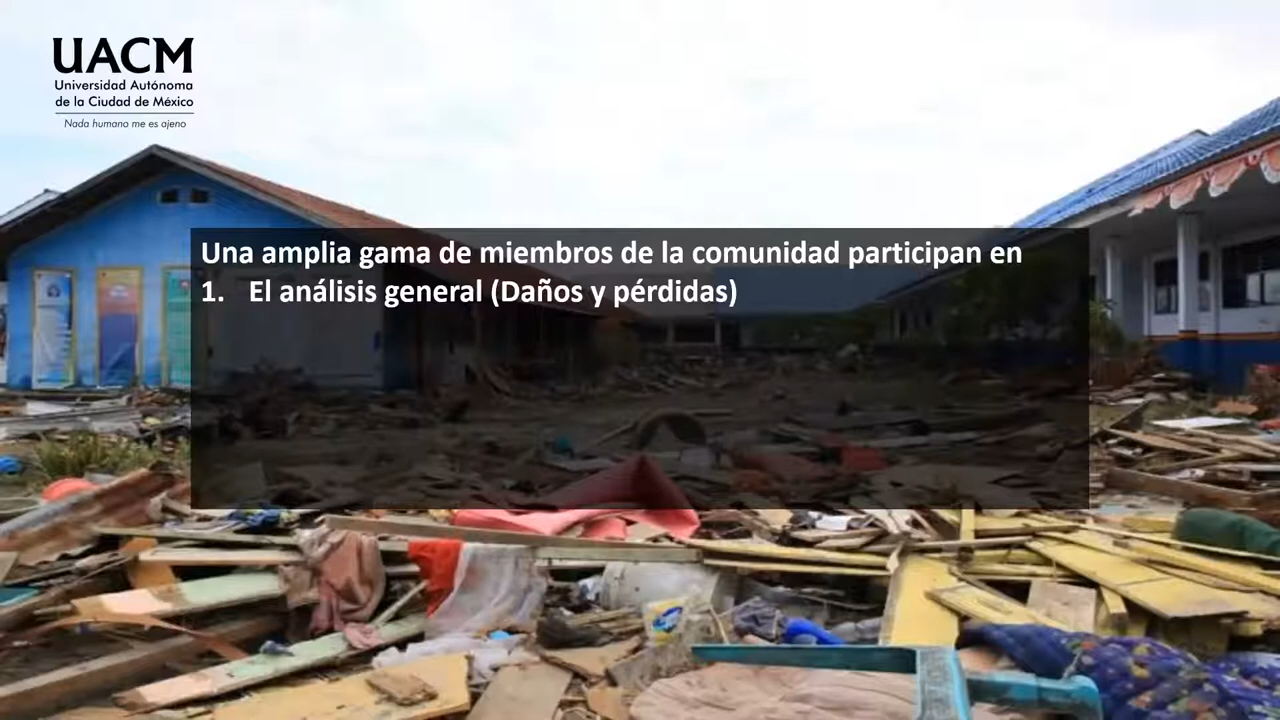 UACM
Universidad Autónoma
de la Ciudad de México
Nada humano me es ajeno
Una amplia gama de miembros de la comunidad participan en
1. El análisis general (Daños y pérdidas)